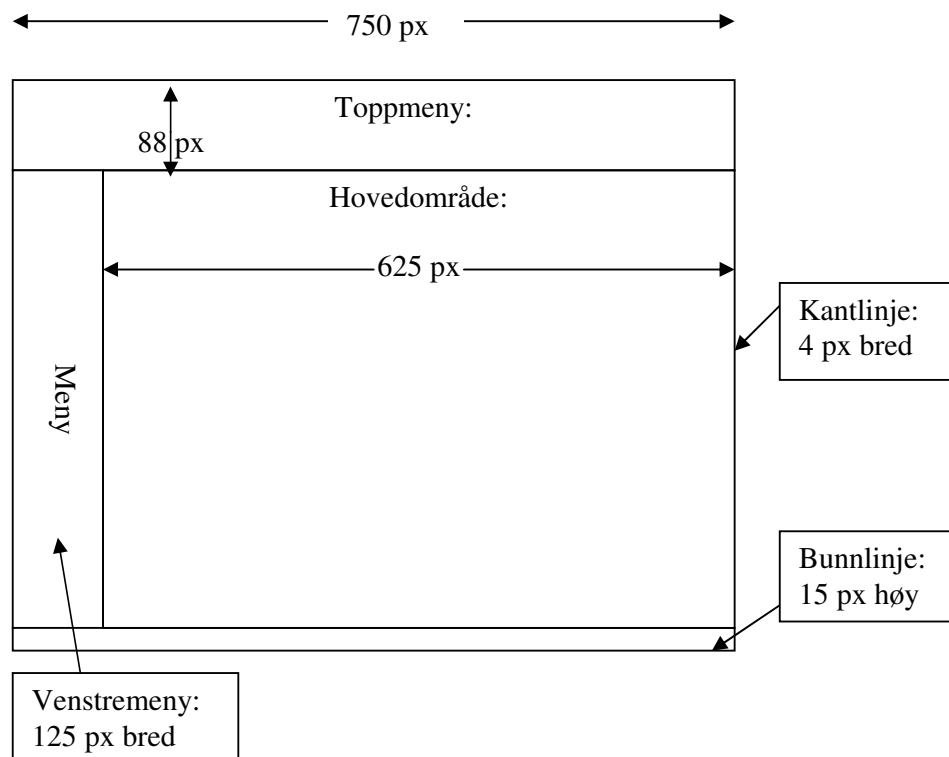 750 px
Toppmeny:
88 px
Hovedområde:
625 px
Kantlinje:
4 px bred
Meny
Bunnlinje:
15 px høy
Venstremeny:
125 px bred